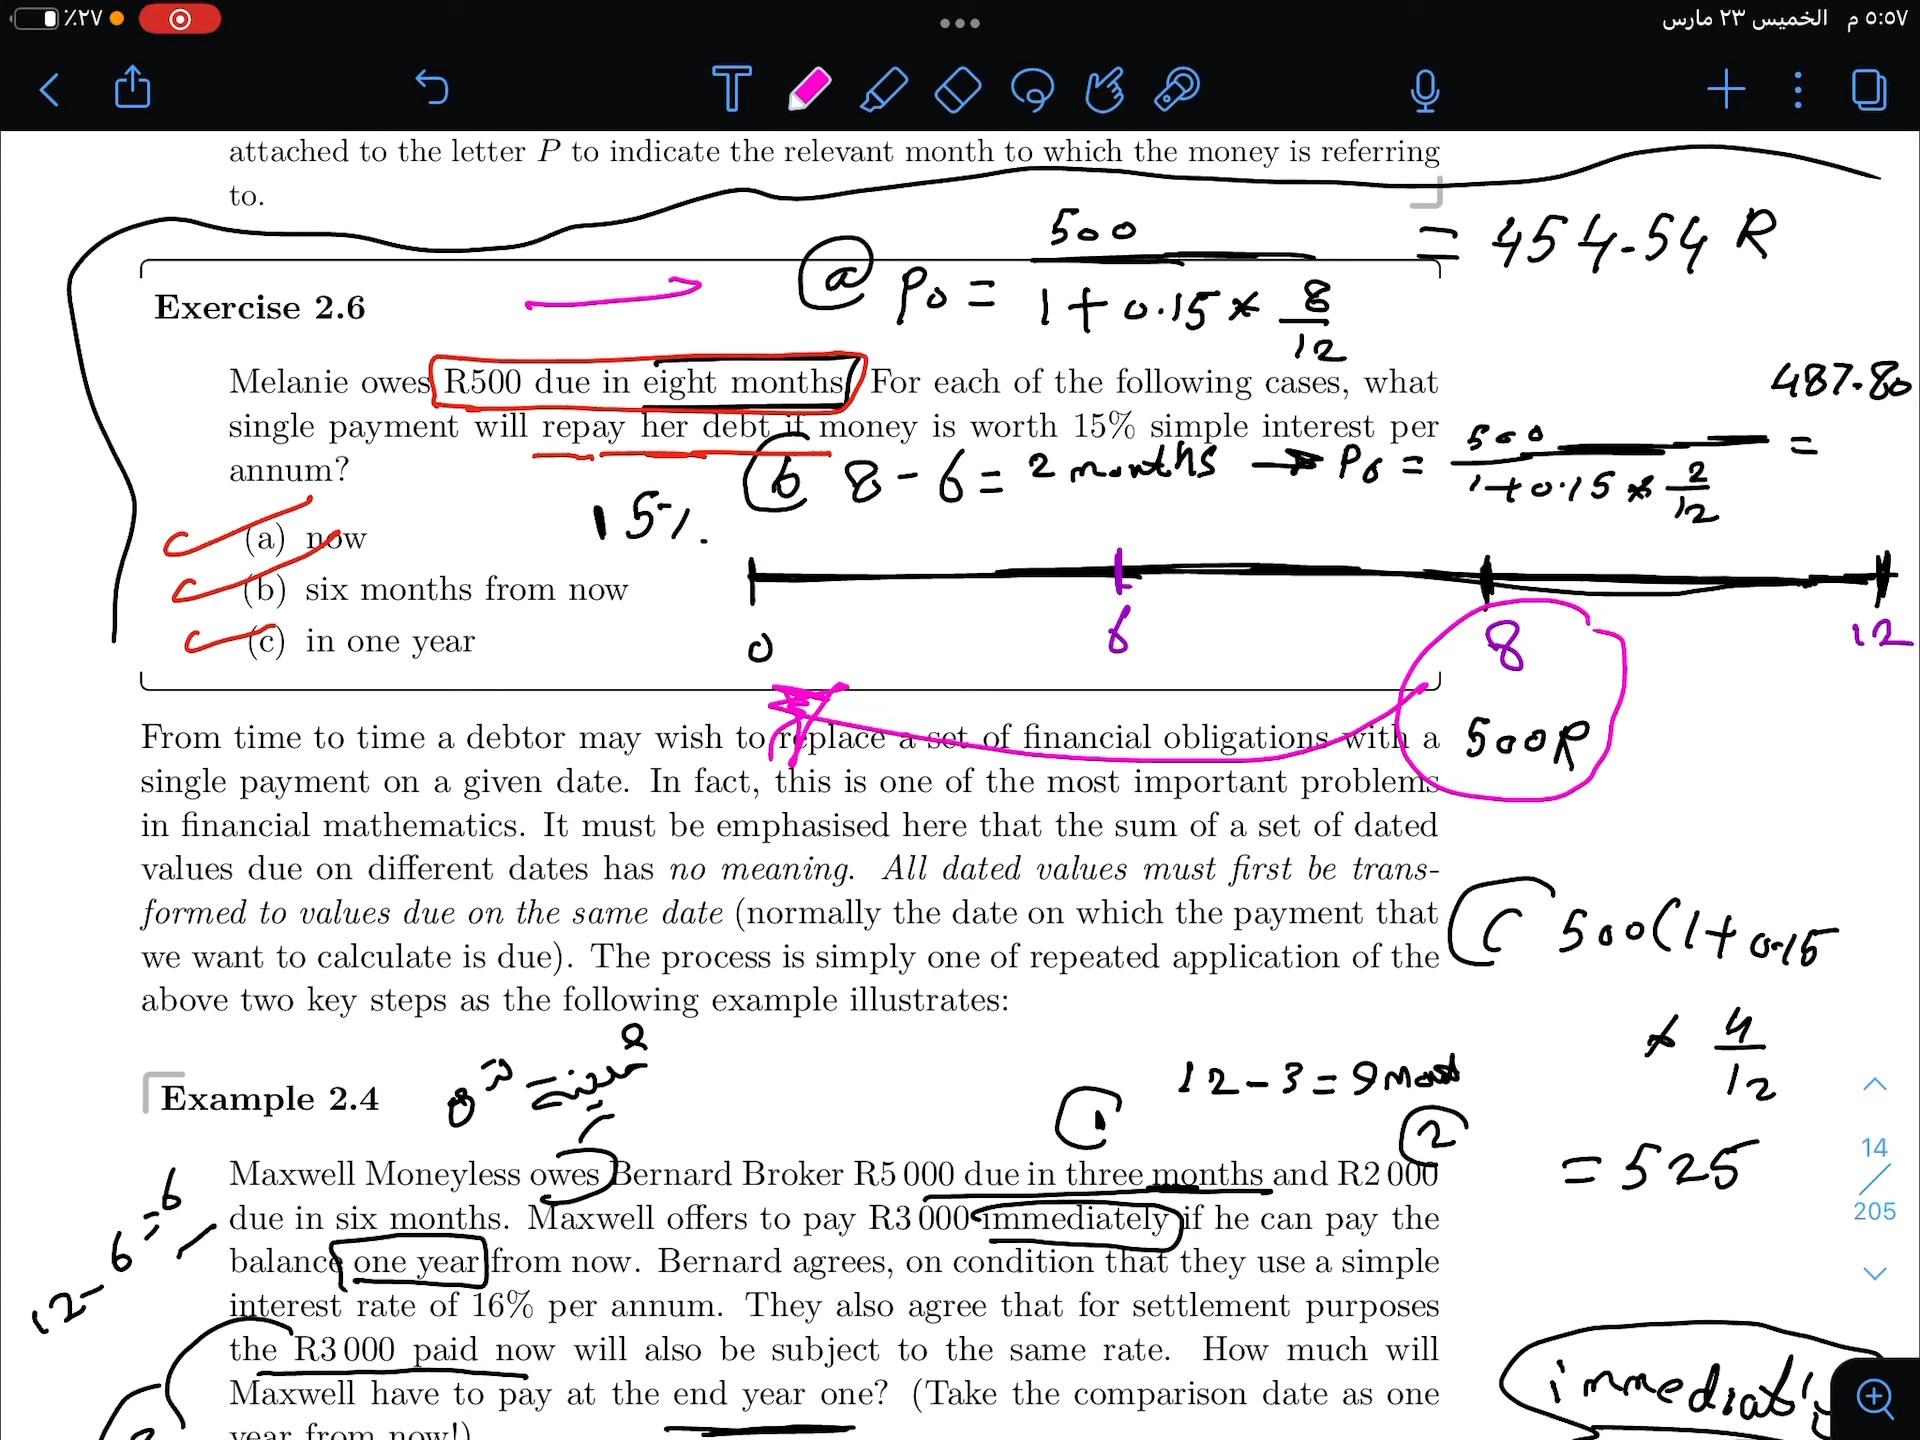 ٪٢٧
٥:٥٧ م الخميس ٢٣ مارس
attached to the letter P to indicate the relevant month to which the money is referring
to.
ⓐ P0 = 500 / 1 + 0.15 * 8/12 = 454.54 R
Exercise 2.6
Melanie owes R500 due in eight months. For each of the following cases, what
487.80
single payment will repay her debt if money is worth 15% simple interest per
annum?
b 8 - 6 = 2 months → P6 = 500 / 1 + 0.15 * 2/12 =
15%.
(a) now
(b) six months from now
(c) in one year
0 6 8 12
500R
From time to time a debtor may wish to replace a set of financial obligations with a
single payment on a given date. In fact, this is one of the most important problems
in financial mathematics. It must be emphasised here that the sum of a set of dated
values due on different dates has no meaning. All dated values must first be trans-
formed to values due on the same date (normally the date on which the payment that
we want to calculate is due). The process is simply one of repeated application of the
above two key steps as the following example illustrates:
C 500(1+0.15
* 4/12
= 525
Example 2.4
12 - 3 = 9
1
2
Maxwell Moneyless owes Bernard Broker R5 000 due in three months and R2 000
due in six months. Maxwell offers to pay R3 000 immediately if he can pay the
balance one year from now. Bernard agrees, on condition that they use a simple
interest rate of 16% per annum. They also agree that for settlement purposes
the R3 000 paid now will also be subject to the same rate. How much will
Maxwell have to pay at the end year one? (Take the comparison date as one
year from now!)
12 - 6 = 6
14
205